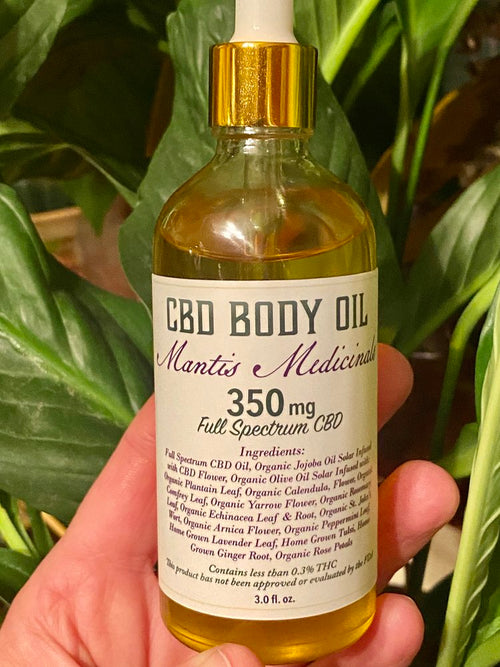 CBD BODY OIL
Mantis Medicinals
350 mg
Full Spectrum CBD
Ingredients:
Full Spectrum CBD Oil, Organic Jojoba Oil Solar Infused
with CBD Flower, Organic Olive Oil Solar Infused with
Organic Plantain Leaf, Organic Calendula, Flower, Organic
Comfrey Leaf, Organic Yarrow Flower, Organic Rosemary
Leaf, Organic Echinacea Leaf & Root, Organic St. John's
Wort, Organic Arnica Flower, Organic Peppermint Leaf,
Home Grown Lavender Leaf, Home Grown Tulsi, Home
Grown Ginger Root, Organic Rose Petals
Contains less than 0.3% THC
This product has not been approved or evaluated by the FDA
3.0 fl. oz.